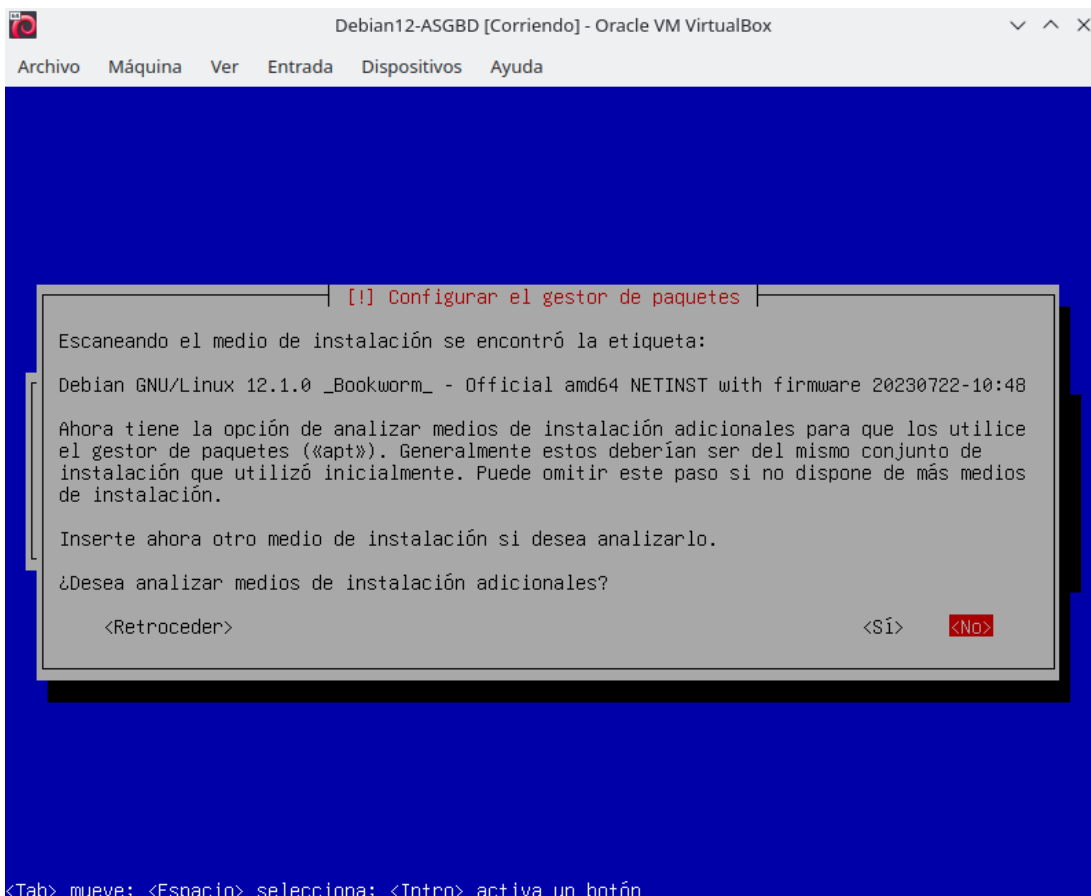 Debian12-ASGBD [Corriendo] - Oracle VM VirtualBox
Archivo Máquina Ver Entrada Dispositivos Ayuda
[!] Configurar el gestor de paquetes
Escaneando el medio de instalación se encontró la etiqueta:
Debian GNU/Linux 12.1.0 _Bookworm_ - Official amd64 NETINST with firmware 20230722-10:48
Ahora tiene la opción de analizar medios de instalación adicionales para que los utilice
el gestor de paquetes («apt»). Generalmente estos deberían ser del mismo conjunto de
instalación que utilizó inicialmente. Puede omitir este paso si no dispone de más medios
de instalación.
Inserte ahora otro medio de instalación si desea analizarlo.
¿Desea analizar medios de instalación adicionales?
<Retroceder> <Sí> <No>
<Tab> mueve; <Espacio> selecciona; <Intro> activa un botón